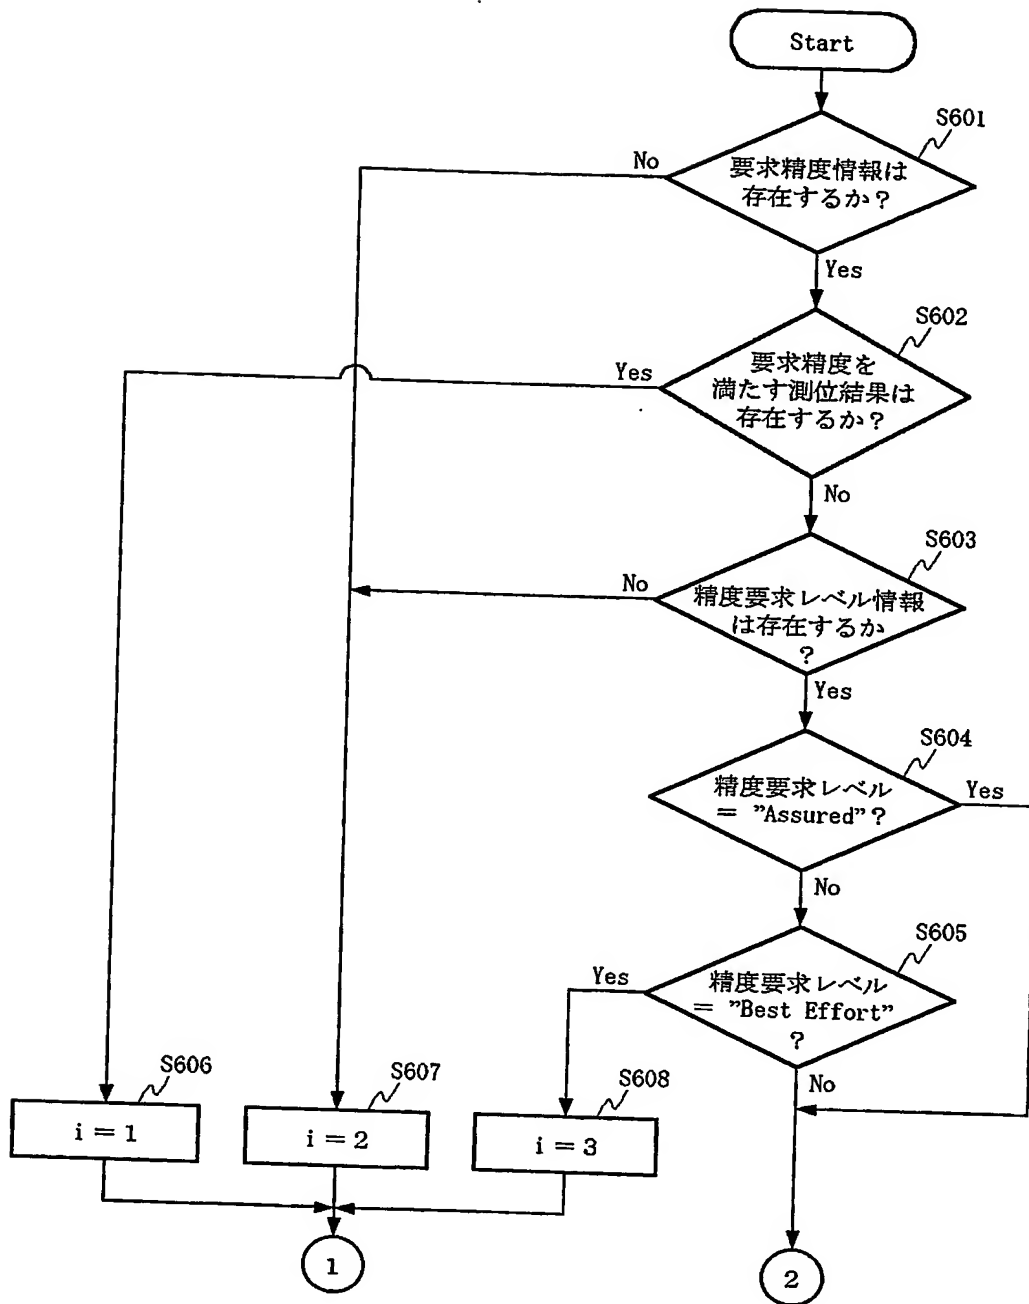 Start
S601
No
要求精度情報は
存在するか?
Yes
S602
Yes
要求精度を
満たす測位結果は
存在するか?
No
S603
No
精度要求レベル情報
は存在するか
?
Yes
S604
精度要求レベル
= ”Assured”?
Yes
No
S605
Yes
精度要求レベル
= ”Best Effort”
?
No
S606
i = 1
S607
i = 2
S608
i = 3
1
2